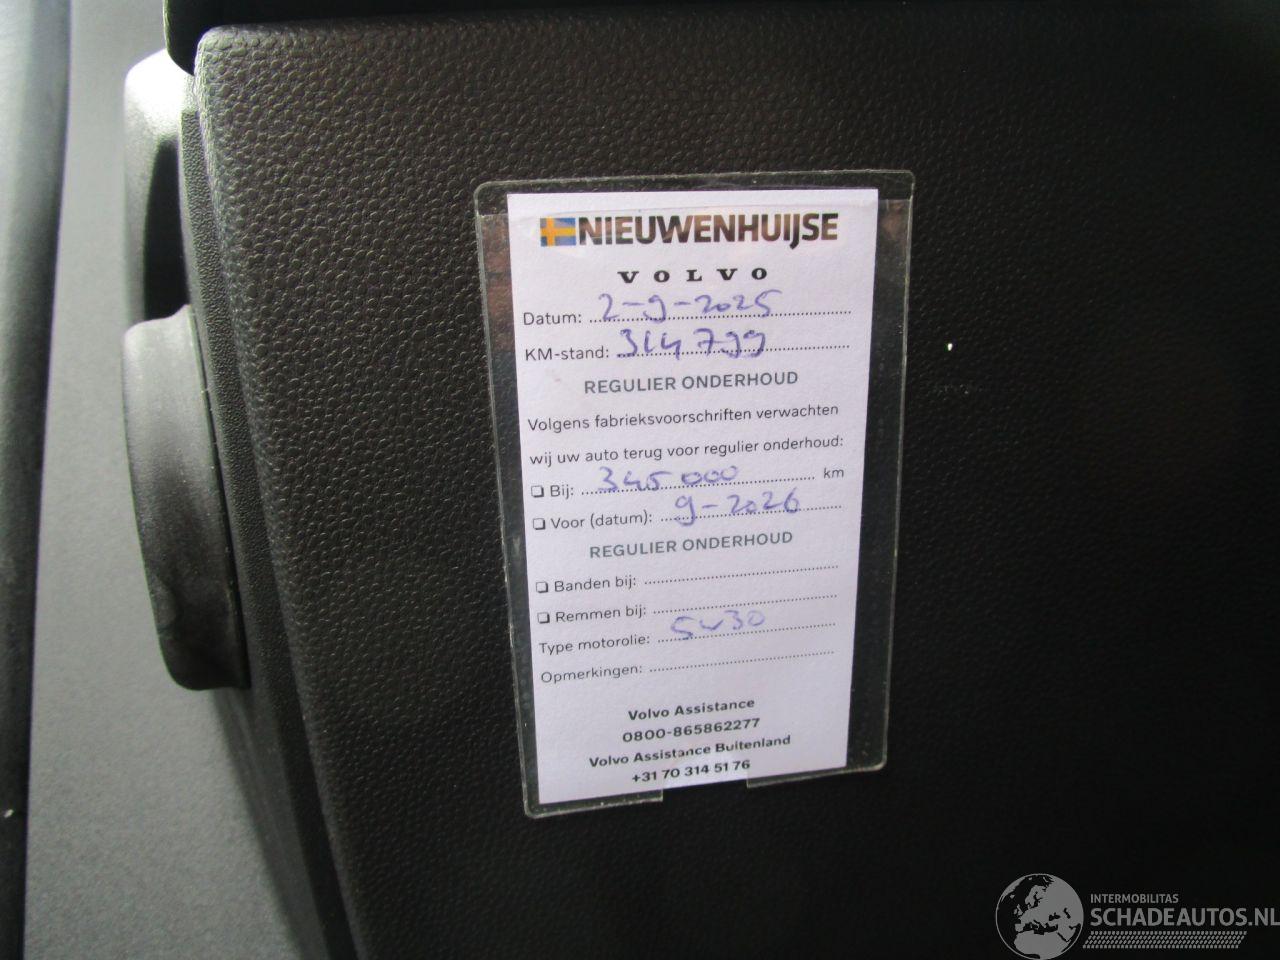 NIEUWENHUIJSE
VOLVO
Datum: 2-9-2025
KM-stand: 314799
REGULIER ONDERHOUD
Volgens fabrieksvoorschriften verwachten
wij uw auto terug voor regulier onderhoud:
❏ Bij: 345000 km
❏ Voor (datum): 9-2026
REGULIER ONDERHOUD
❏ Banden bij:
❏ Remmen bij:
Type motorolie: 5w30
Opmerkingen:
Volvo Assistance
0800-865862277
Volvo Assistance Buitenland
+31 70 314 51 76
INTERMOBILITAS
SCHADEAUTOS.NL